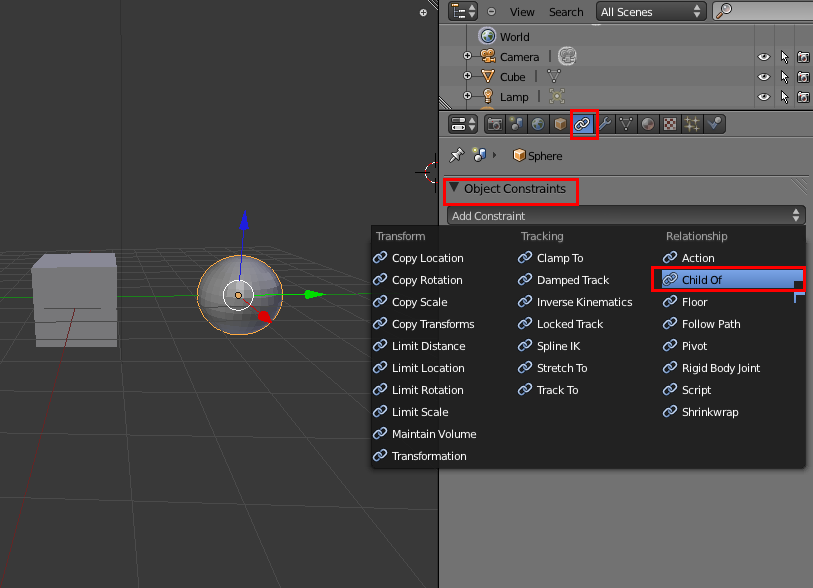 View Search All Scenes
World
Camera
Cube
Lamp
Sphere
Object Constraints
Add Constraint
Transform Tracking Relationship
Copy Location Clamp To Action
Copy Rotation Damped Track Child Of
Copy Scale Inverse Kinematics Floor
Copy Transforms Locked Track Follow Path
Limit Distance Spline IK Pivot
Limit Location Stretch To Rigid Body Joint
Limit Rotation Track To Script
Limit Scale Shrinkwrap
Maintain Volume
Transformation